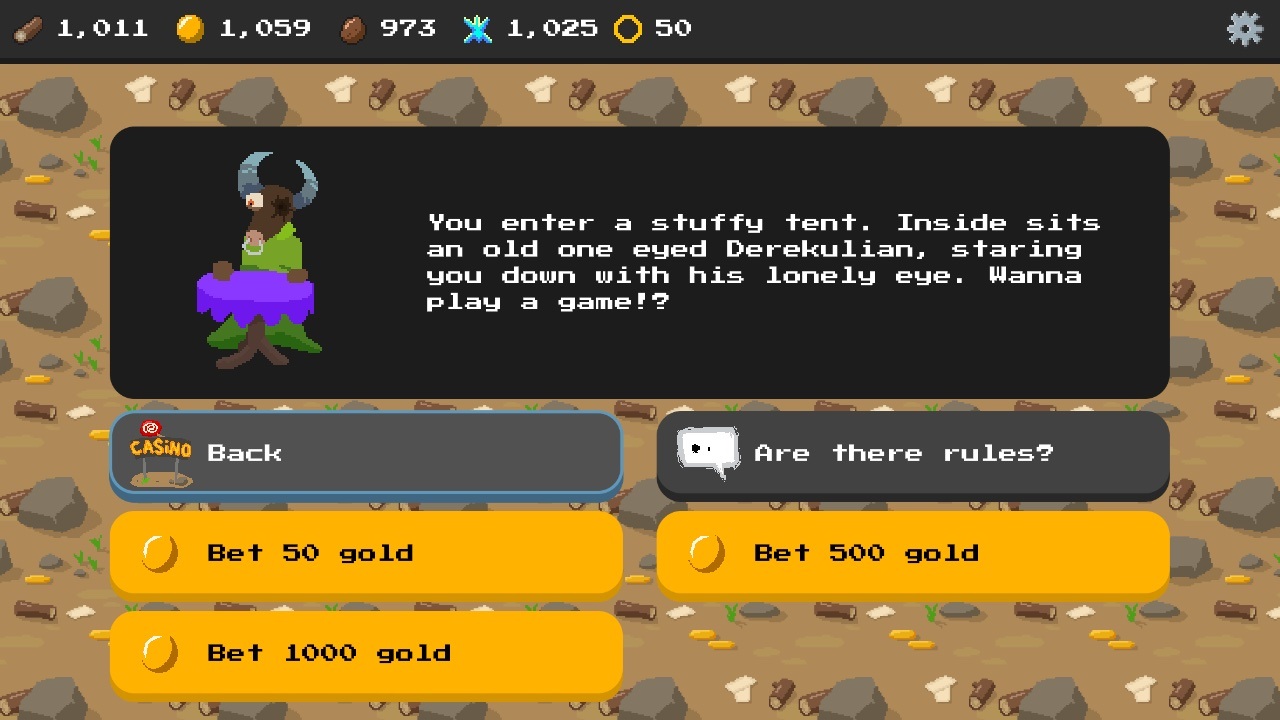 1,011 1,059 973 1,025 50
You enter a stuffy tent. Inside sits
an old one eyed Derekulian, staring
you down with his lonely eye. Wanna
play a game!?
CASINO Back
Are there rules?
Bet 50 gold
Bet 500 gold
Bet 1000 gold